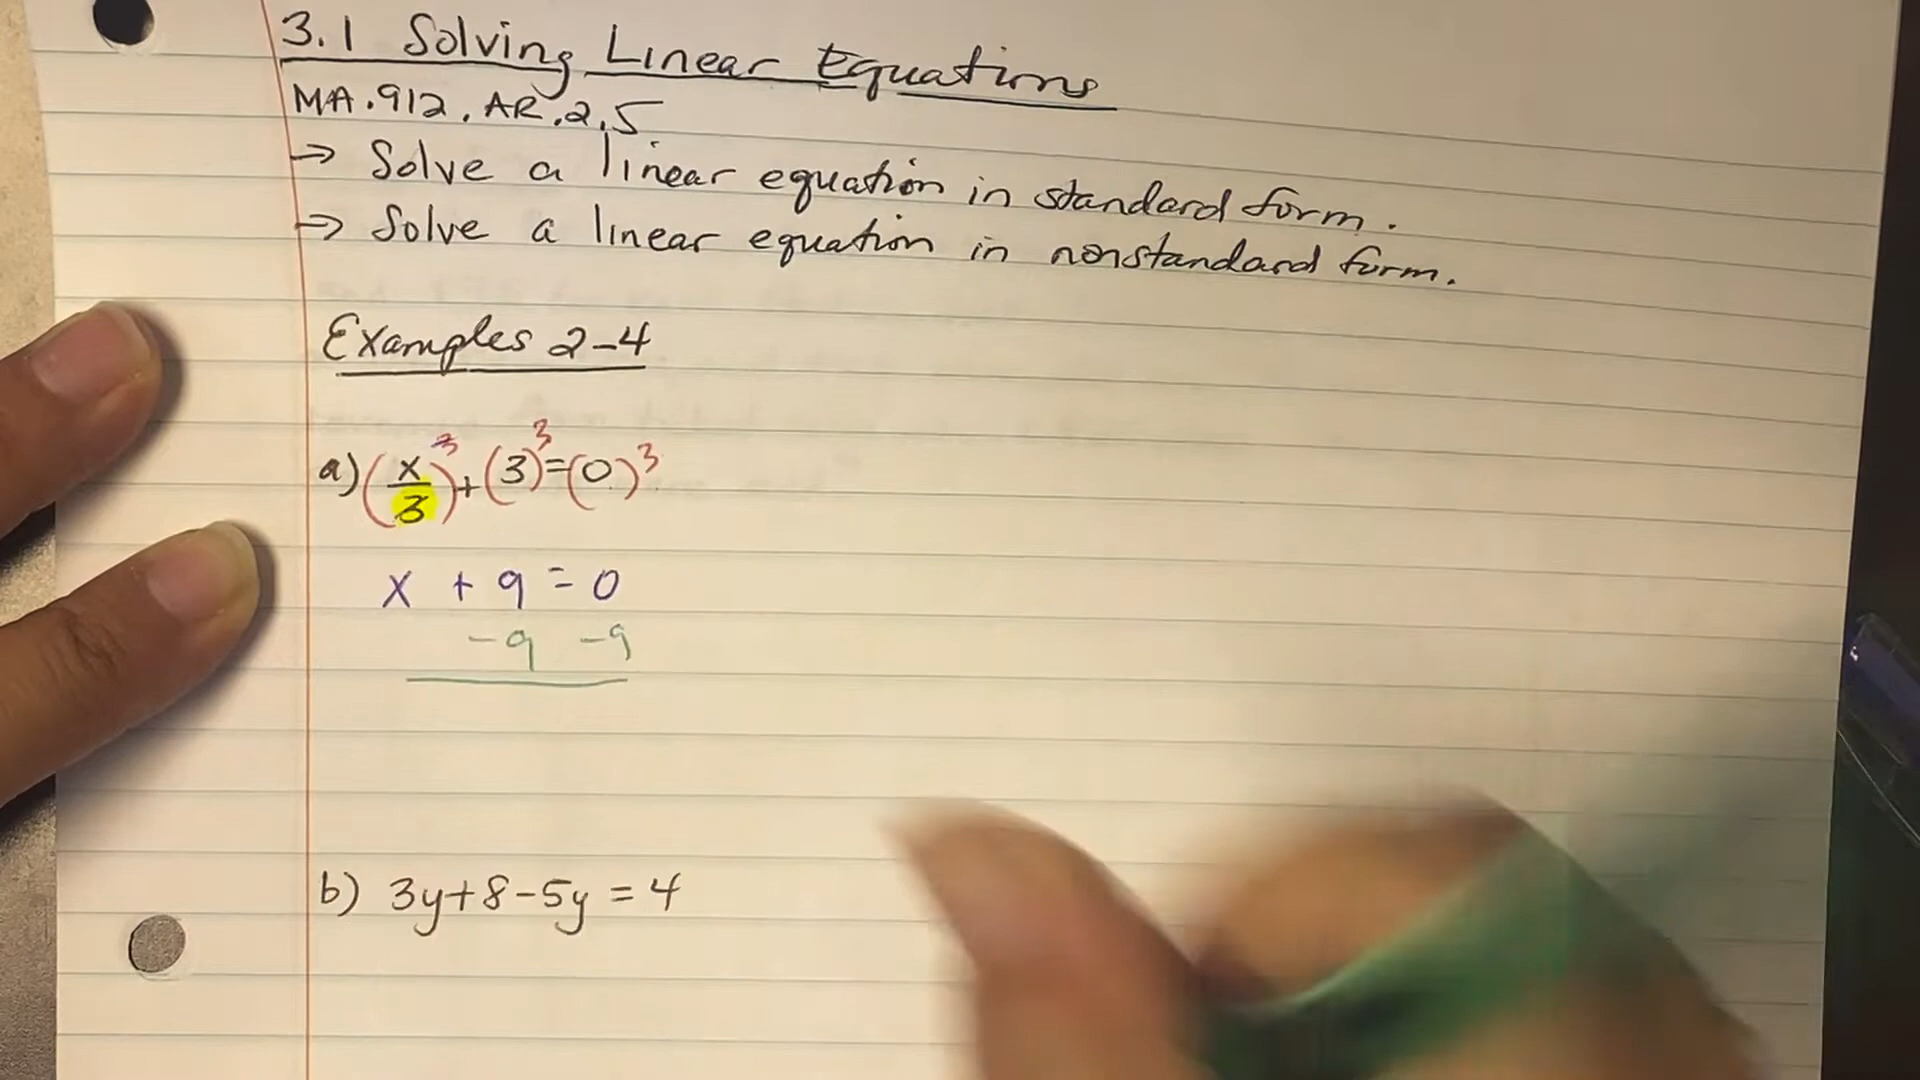 3.1 Solving Linear Equations
MA.912.AR.2.5
→ Solve a linear equation in standard form.
→ Solve a linear equation in nonstandard form.
Examples 2-4
a) (x/3)³ + (3)³ = (0)³
x + 9 = 0
-9 -9
b) 3y+8-5y = 4